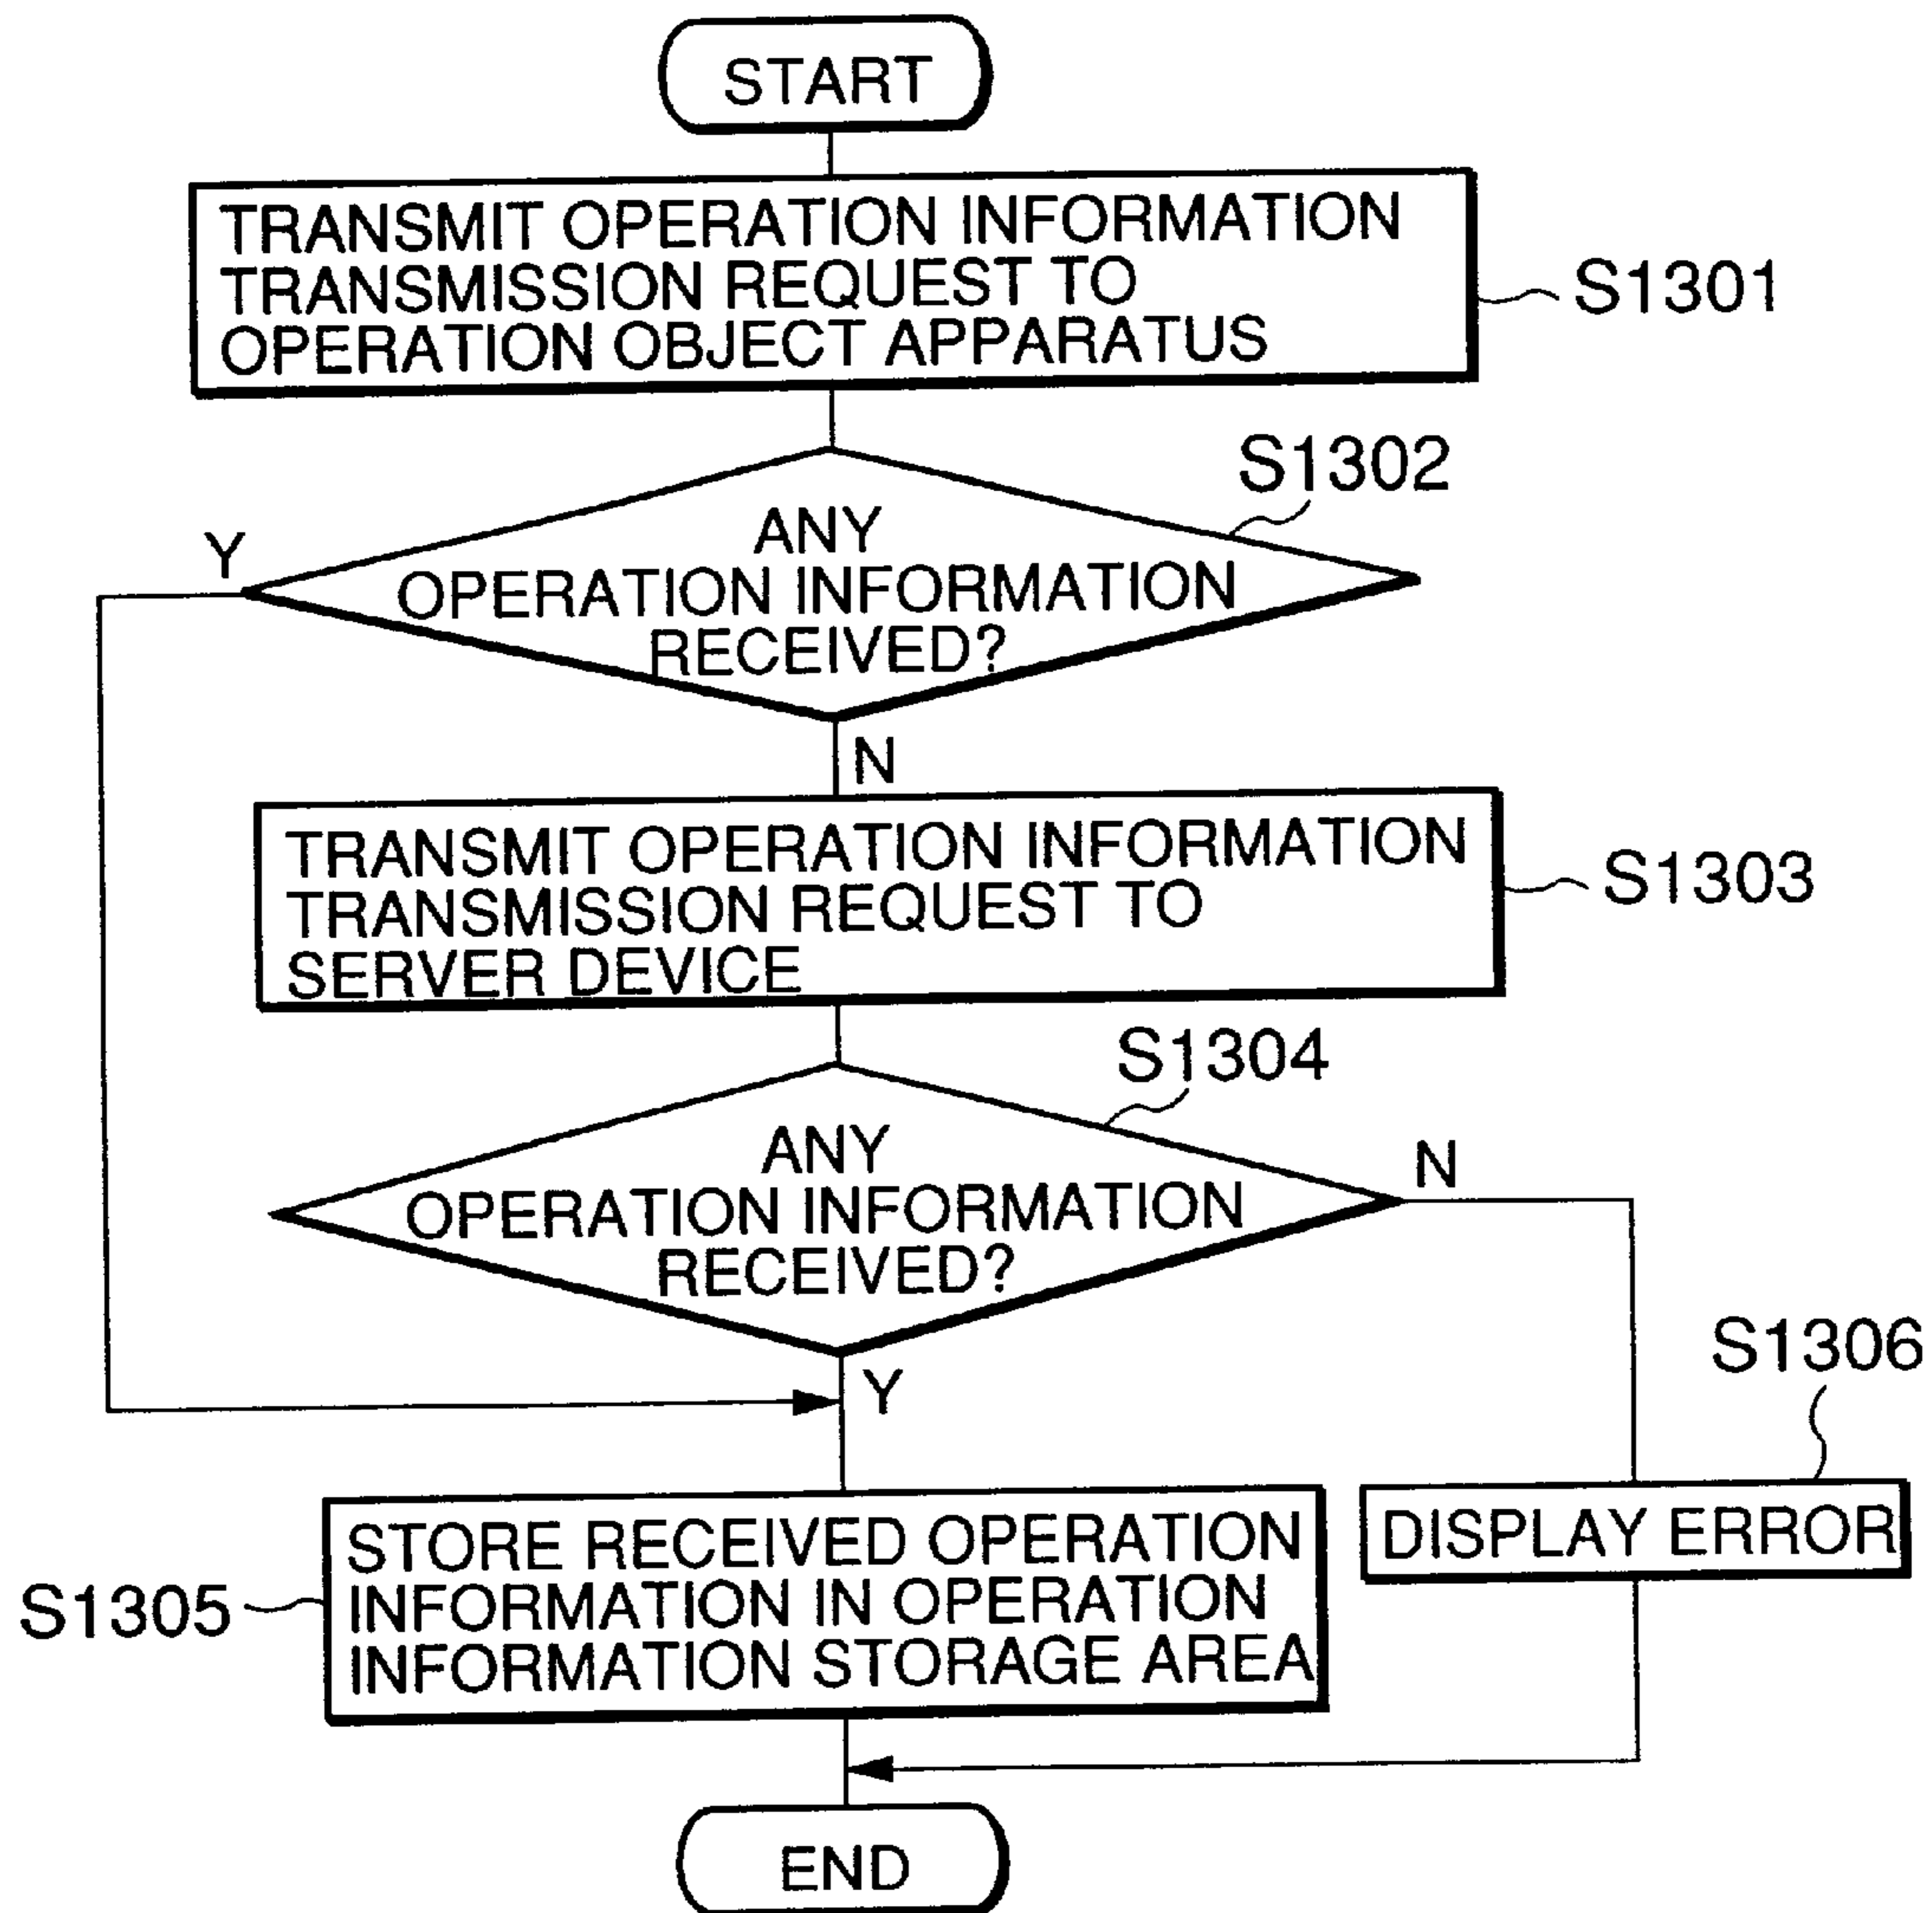 START
TRANSMIT OPERATION INFORMATION
TRANSMISSION REQUEST TO
OPERATION OBJECT APPARATUS
S1301
S1302
Y
ANY
OPERATION INFORMATION
RECEIVED?
N
TRANSMIT OPERATION INFORMATION
TRANSMISSION REQUEST TO
SERVER DEVICE
S1303
S1304
ANY
OPERATION INFORMATION
RECEIVED?
N
Y
S1306
STORE RECEIVED OPERATION
INFORMATION IN OPERATION
INFORMATION STORAGE AREA
S1305
DISPLAY ERROR
END